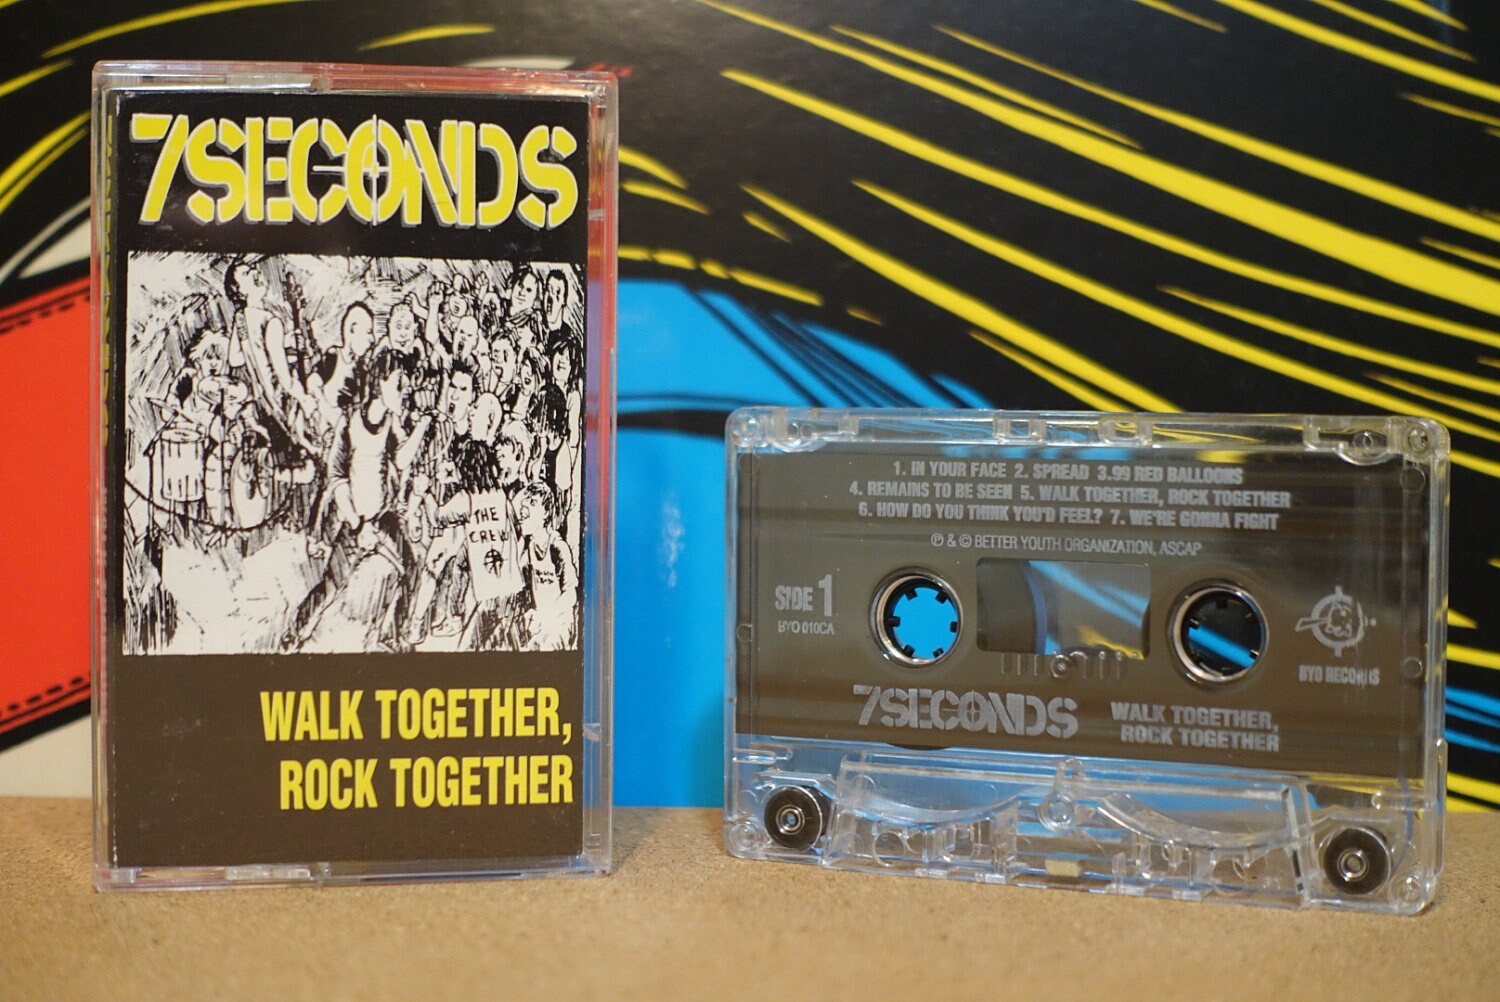 7SECONDS
THE
CREW
WALK TOGETHER,
ROCK TOGETHER
1. IN YOUR FACE 2. SPREAD 3.99 RED BALLOONS
4. REMAINS TO BE SEEN 5. WALK TOGETHER, ROCK TOGETHER
6. HOW DO YOU THINK YOU'D FEEL? 7. WE'RE GONNA FIGHT
℗ & © BETTER YOUTH ORGANIZATION, ASCAP
SIDE 1
BYO 010CA
BYO RECORDS
7SECONDS
WALK TOGETHER,
ROCK TOGETHER